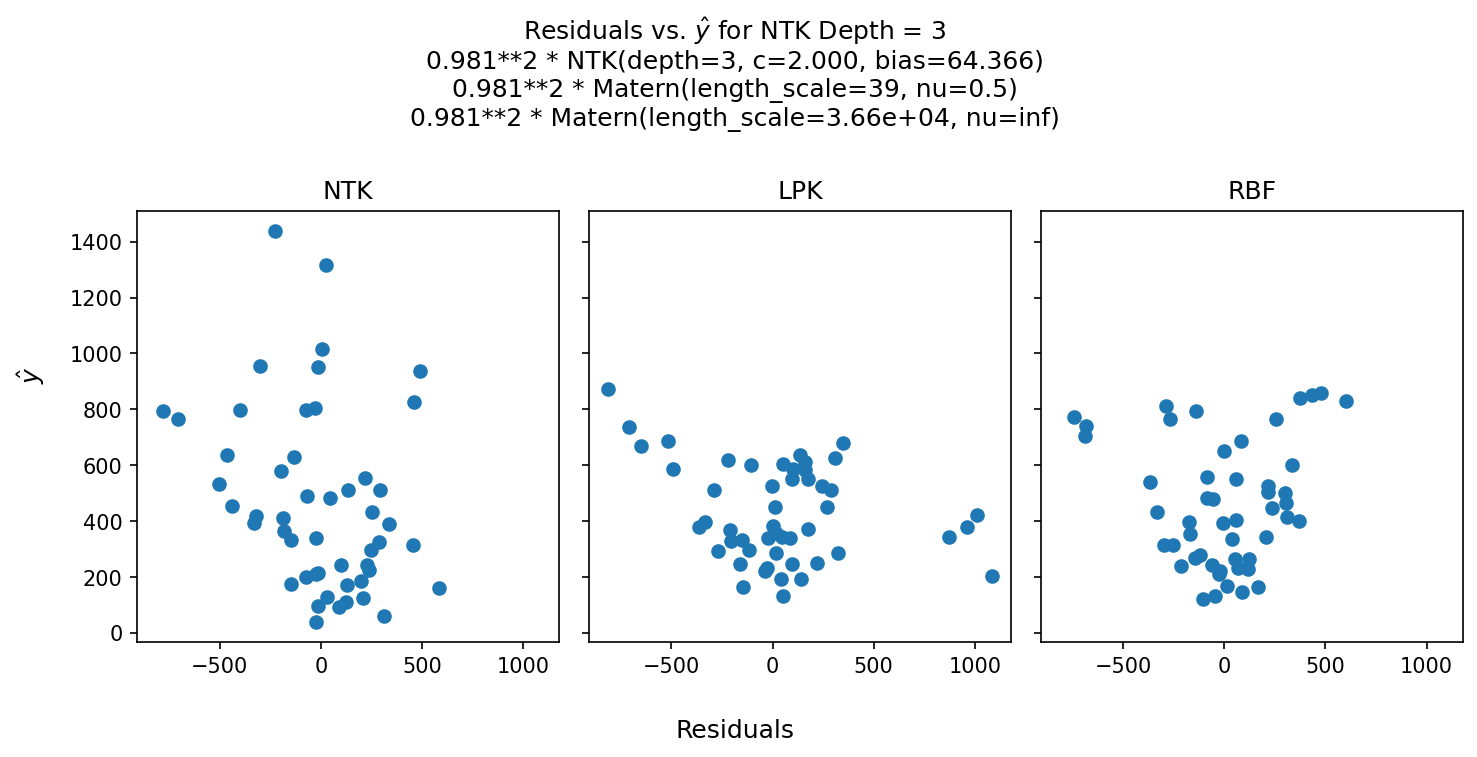 Residuals vs. ŷ for NTK Depth = 3
0.981**2 * NTK(depth=3, c=2.000, bias=64.366)
0.981**2 * Matern(length_scale=39, nu=0.5)
0.981**2 * Matern(length_scale=3.66e+04, nu=inf)
NTK LPK RBF
1400
1200
1000
800
600
400
200
0
ŷ
−500 0 500 1000 −500 0 500 1000 −500 0 500 1000
Residuals